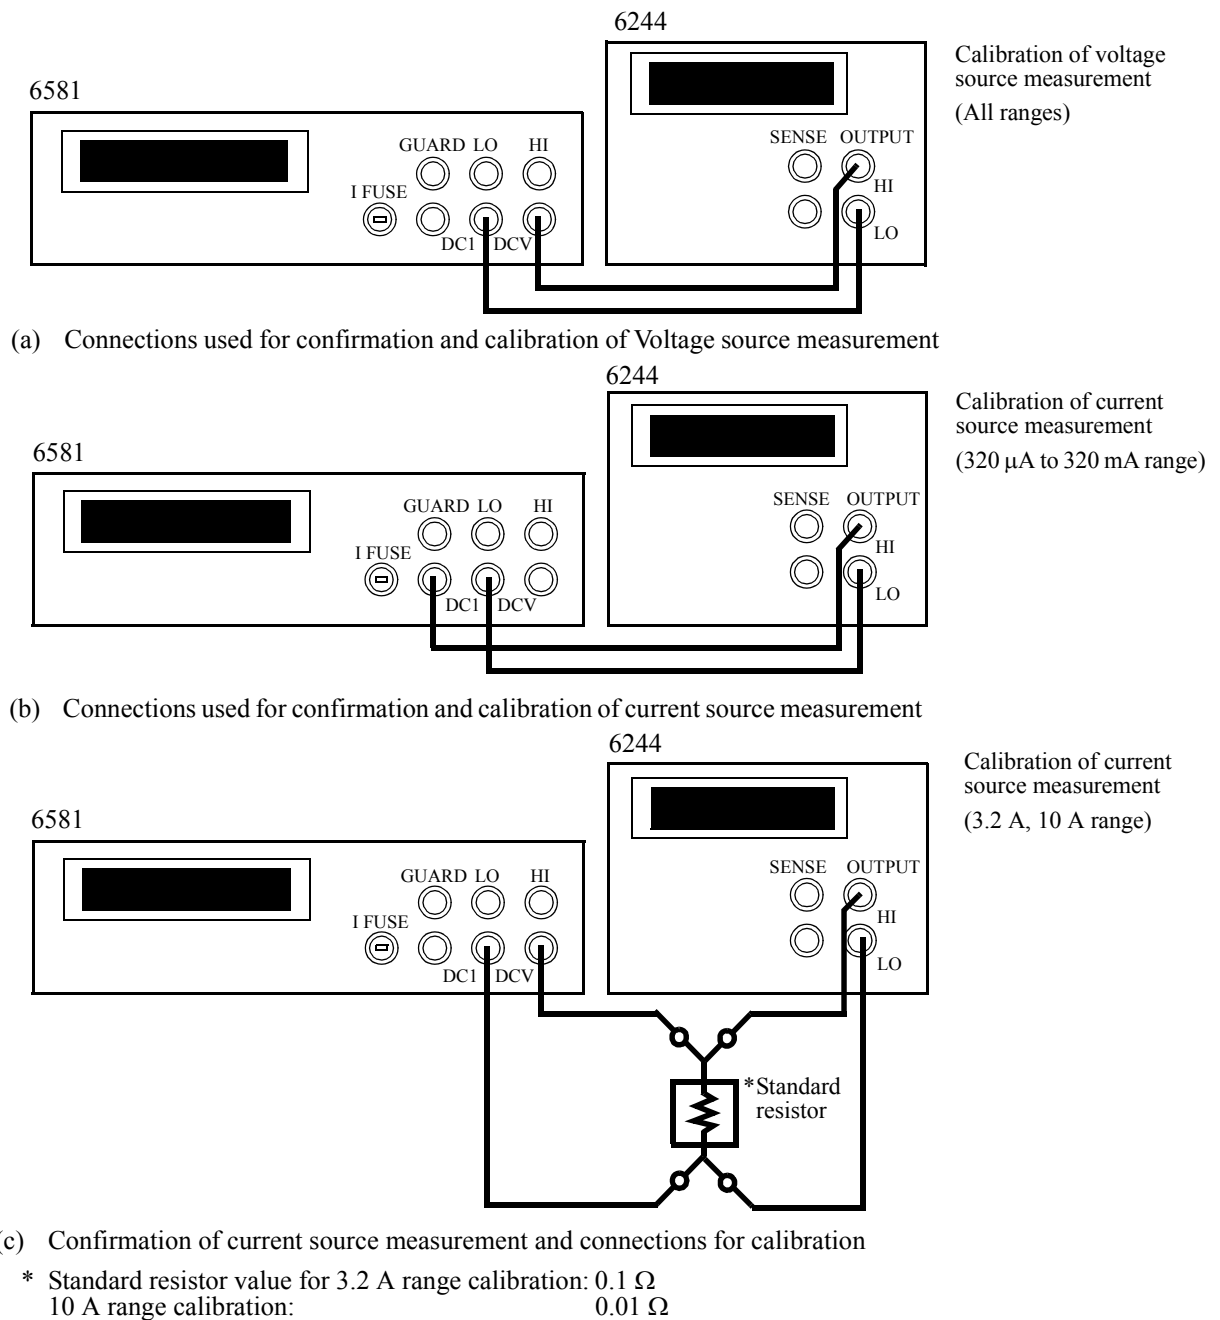 6244
Calibration of voltage
source measurement
(All ranges)
6581
SENSE OUTPUT
GUARD LO HI
I FUSE
HI
LO
DC1 DCV
(a) Connections used for confirmation and calibration of Voltage source measurement
6244
Calibration of current
source measurement
(320 μA to 320 mA range)
6581
SENSE OUTPUT
GUARD LO HI
I FUSE
HI
LO
DC1 DCV
(b) Connections used for confirmation and calibration of current source measurement
6244
Calibration of current
source measurement
(3.2 A, 10 A range)
6581
SENSE OUTPUT
GUARD LO HI
I FUSE
HI
LO
DC1 DCV
*Standard
resistor
(c) Confirmation of current source measurement and connections for calibration
* Standard resistor value for 3.2 A range calibration: 0.1 Ω
10 A range calibration: 0.01 Ω